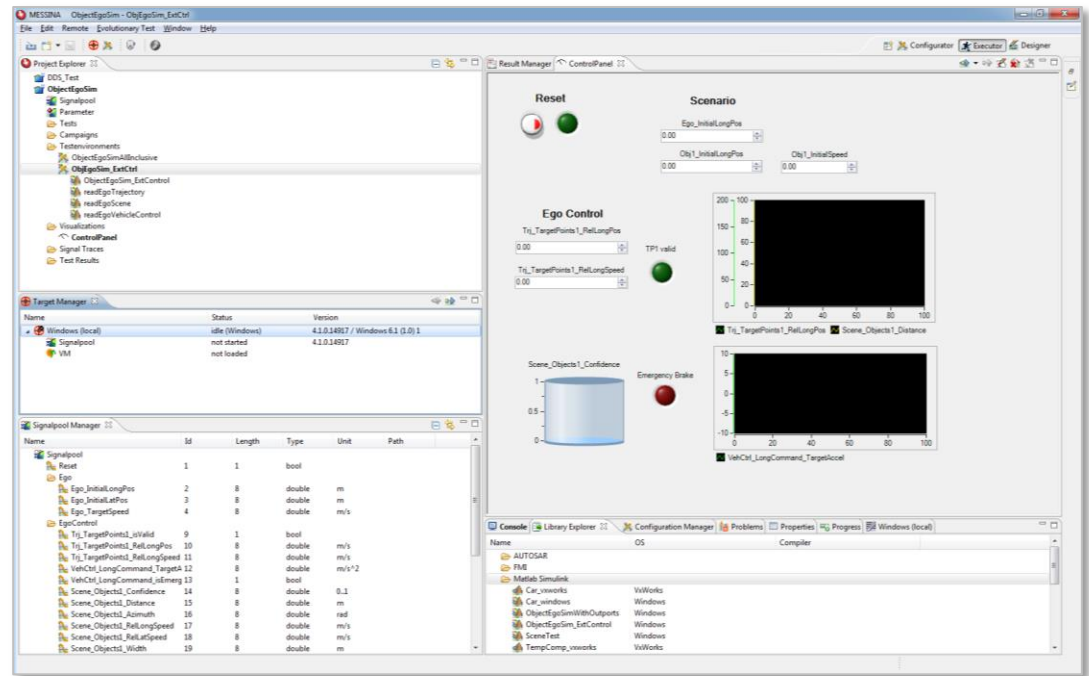 MESSINA ObjectEgoSim - ObjEgoSim_ExtCtrl
File Edit Remote Evolutionary Test Window Help
Configurator Executor Designer
Project Explorer
DDS_Test
ObjectEgoSim
Signalpool
Parameter
Tests
Campaigns
Testenvironments
ObjectEgoSimAllInclusive
ObjEgoSim_ExtCtrl
ObjectEgoSim_ExtControl
readEgoTrajectory
readEgoScene
readEgoVehicleControl
Visualizations
ControlPanel
Signal Traces
Test Results
Target Manager
Name Status Version
Windows (local) idle (Windows) 4.1.0.14917 / Windows 6.1 (1.0) 1
Signalpool not started 4.1.0.14917
VM not loaded
Signalpool Manager
Name Id Length Type Unit Path
Signalpool
Reset 1 1 bool
Ego
Ego_InitialLongPos 2 8 double m
Ego_InitialLatPos 3 8 double m
Ego_TargetSpeed 4 8 double m/s
EgoControl
Trj_TargetPoints1_isValid 9 1 bool
Trj_TargetPoints1_RelLongPos 10 8 double m/s
Trj_TargetPoints1_RelLongSpeed 11 8 double m/s
VehCtrl_LongCommand_TargetA 12 8 double m/s^2
VehCtrl_LongCommand_isEmerg 13 1 bool
Scene_Objects1_Confidence 14 8 double 0..1
Scene_Objects1_Distance 15 8 double m
Scene_Objects1_Azimuth 16 8 double rad
Scene_Objects1_RelLongSpeed 17 8 double m/s
Scene_Objects1_RelLatSpeed 18 8 double m/s
Scene_Objects1_Width 19 8 double m
Result Manager ControlPanel
Reset Scenario
Ego_InitialLongPos
0.00
Obj1_InitialLongPos Obj1_InitialSpeed
0.00 0.00
Ego Control
Trj_TargetPoints1_RelLongPos
0.00
TP1 valid
Trj_TargetPoints1_RelLongSpeed
0.00
200 100
80
150
60
100
40
50
20
0 0
0 20 40 60 80 100
Trj_TargetPoints1_RelLongPos Scene_Objects1_Distance
Scene_Objects1_Confidence
1
0.5
0
Emergency Brake
10
5
0
-5
-10
0 20 40 60 80 100
VehCtrl_LongCommand_TargetAccel
Console Library Explorer Configuration Manager Problems Properties Progress Windows (local)
Name OS Compiler
AUTOSAR
FMI
Matlab Simulink
Car_vxworks VxWorks
Car_windows Windows
ObjectEgoSimWithOutports Windows
ObjectEgoSim_ExtControl Windows
SceneTest Windows
TempComp_vxworks VxWorks